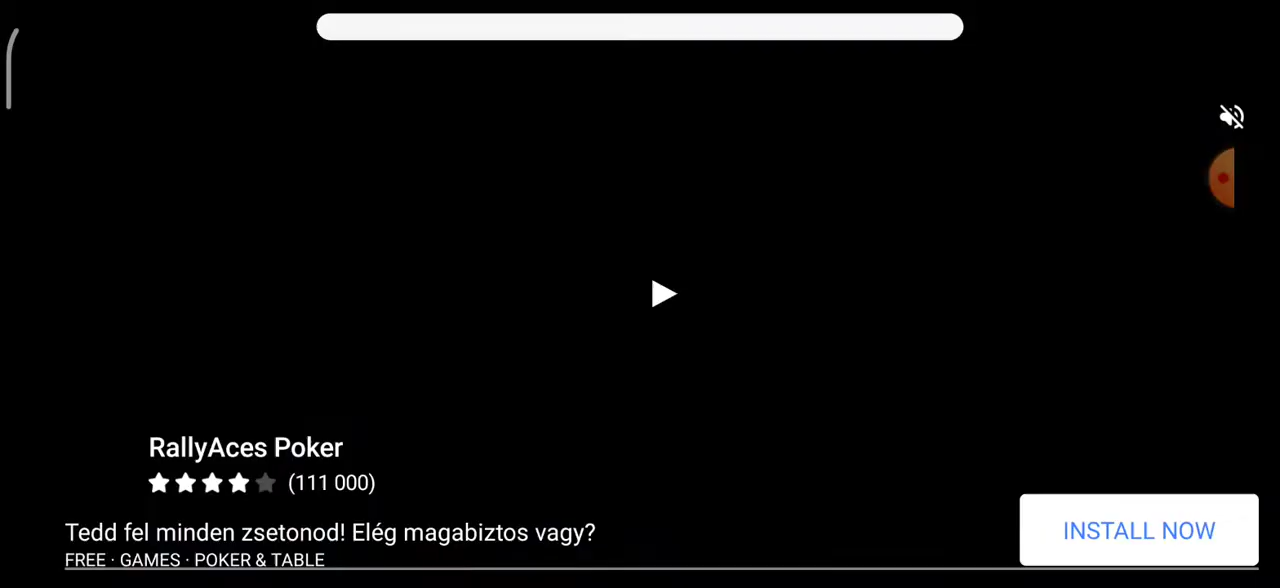 RallyAces Poker
(111 000)
Tedd fel minden zsetonod! Elég magabiztos vagy?
FREE · GAMES · POKER & TABLE
INSTALL NOW